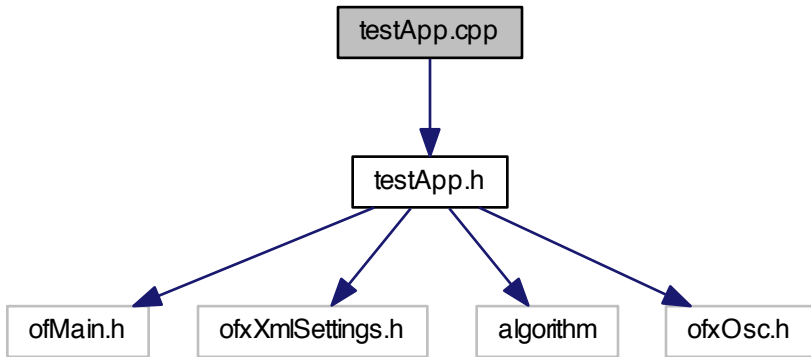 testApp.cpp
testApp.h
ofMain.h
ofxXmlSettings.h
algorithm
ofxOsc.h